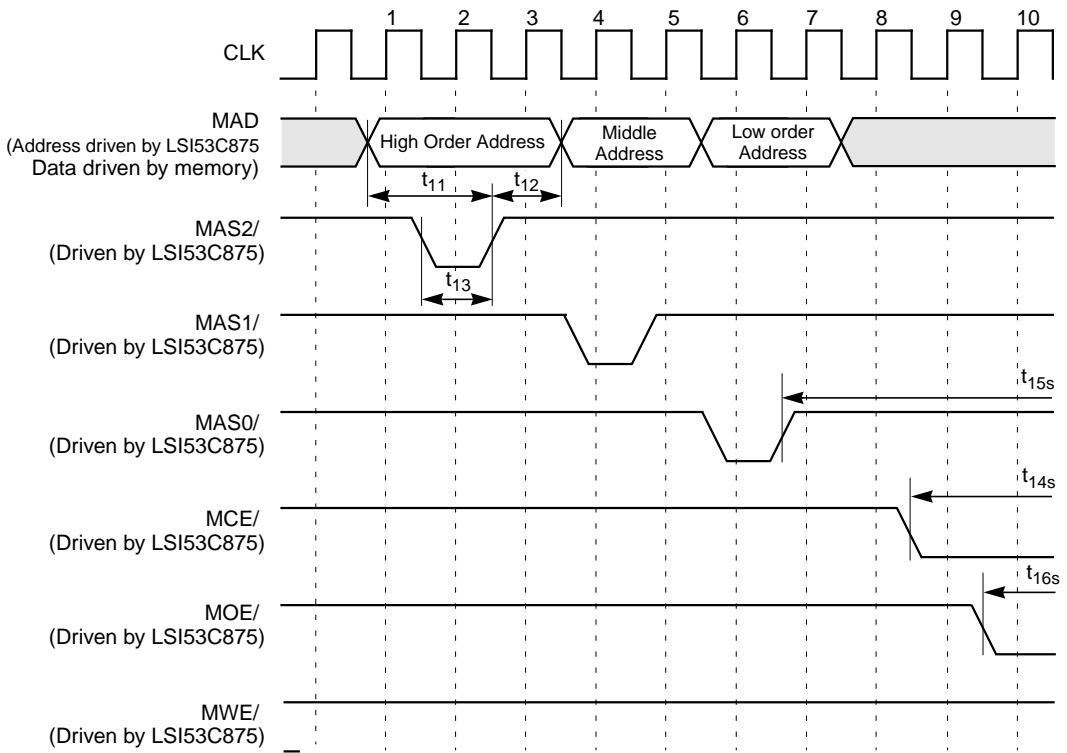 1 2 3 4 5 6 7 8 9 10
CLK
MAD
(Address driven by LSI53C875
Data driven by memory)
High Order Address
Middle
Address
Low order
Address
t11
t12
MAS2/
(Driven by LSI53C875)
t13
MAS1/
(Driven by LSI53C875)
t15s
MAS0/
(Driven by LSI53C875)
t14s
MCE/
(Driven by LSI53C875)
t16s
MOE/
(Driven by LSI53C875)
MWE/
(Driven by LSI53C875)